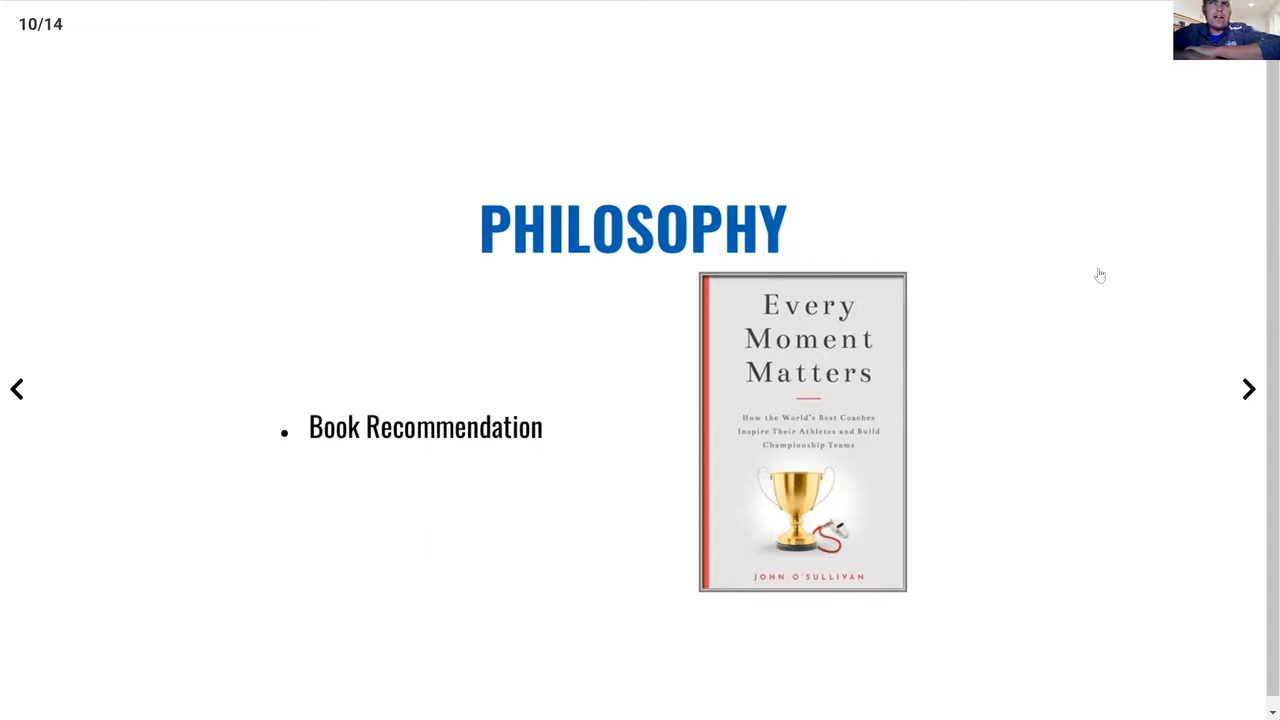 10/14
PHILOSOPHY
Every
Moment
Matters
How the World's Best Coaches
Inspire Their Athletes and Build
Championship Teams
JOHN O'SULLIVAN
• Book Recommendation